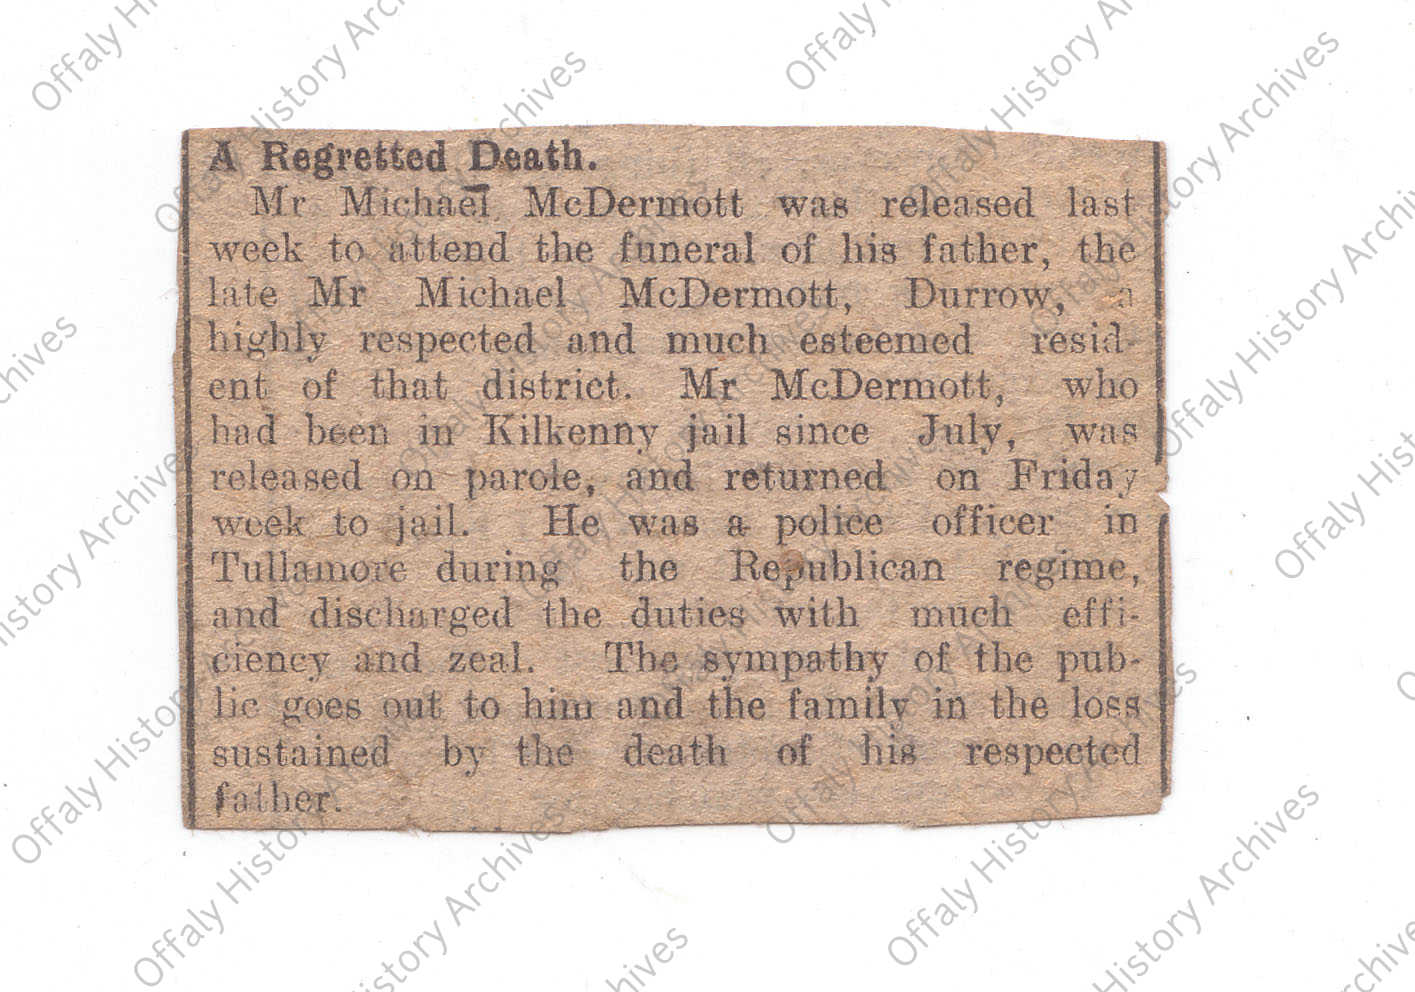 A Regretted Death.
Mr Michael McDermott was released last
week to attend the funeral of his father, the
late Mr Michael McDermott, Durrow, a
highly respected and much esteemed resid-
ent of that district. Mr McDermott, who
had been in Kilkenny jail since July, was
released on parole, and returned on Friday
week to jail. He was a police officer in
Tullamore during the Republican regime,
and discharged the duties with much effi-
ciency and zeal. The sympathy of the pub-
lic goes out to him and the family in the loss
sustained by the death of his respected
father.
Offaly History Archives